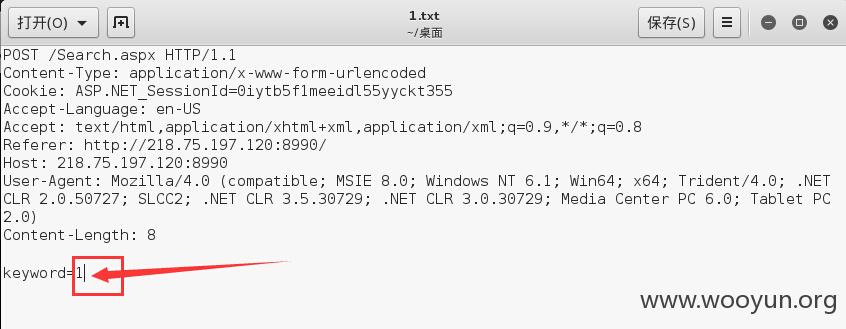 打开(O)
1.txt
~/桌面
保存(S)
POST /Search.aspx HTTP/1.1
Content-Type: application/x-www-form-urlencoded
Cookie: ASP.NET_SessionId=0iytb5f1meeidl55yyckt355
Accept-Language: en-US
Accept: text/html,application/xhtml+xml,application/xml;q=0.9,*/*;q=0.8
Referer: http://218.75.197.120:8990/
Host: 218.75.197.120:8990
User-Agent: Mozilla/4.0 (compatible; MSIE 8.0; Windows NT 6.1; Win64; x64; Trident/4.0; .NET
CLR 2.0.50727; SLCC2; .NET CLR 3.5.30729; .NET CLR 3.0.30729; Media Center PC 6.0; Tablet PC
2.0)
Content-Length: 8
keyword=1
www.wooyun.org